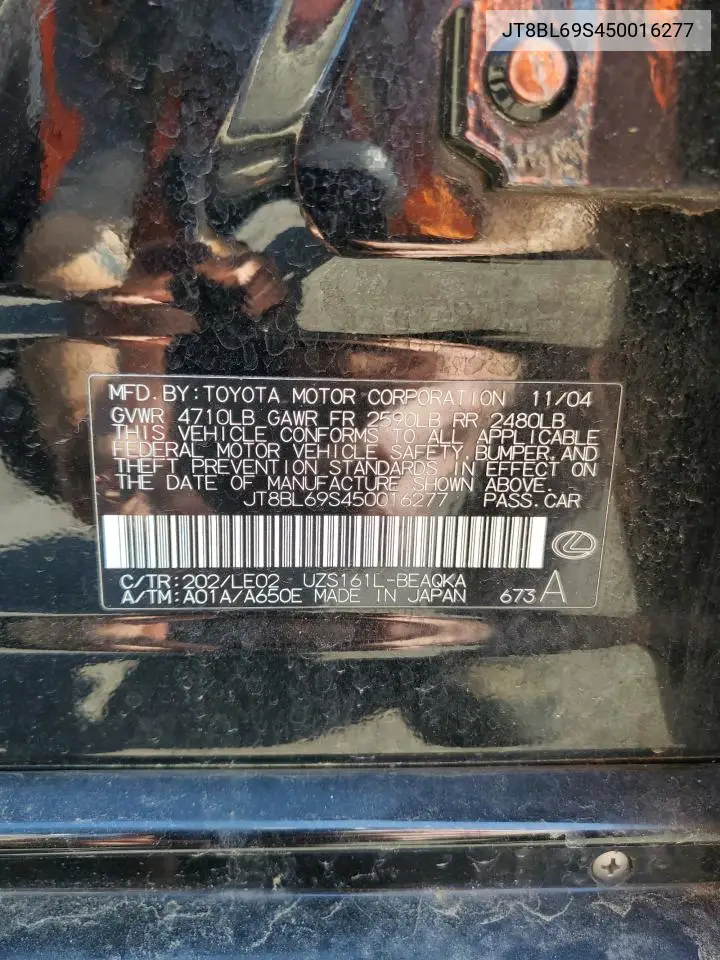 JT8BL69S450016277
MFD. BY: TOYOTA MOTOR CORPORATION 11/04
GVWR 4710LB GAWR FR 2590LB RR 2480LB
THIS VEHICLE CONFORMS TO ALL APPLICABLE
FEDERAL MOTOR VEHICLE SAFETY, BUMPER, AND
THEFT PREVENTION STANDARDS IN EFFECT ON
THE DATE OF MANUFACTURE SHOWN ABOVE.
JT8BL69S450016277 PASS. CAR
C/TR: 202/LE02 UZS161L-BEAQKA
A/TM: A01A/A650E MADE IN JAPAN 673 A